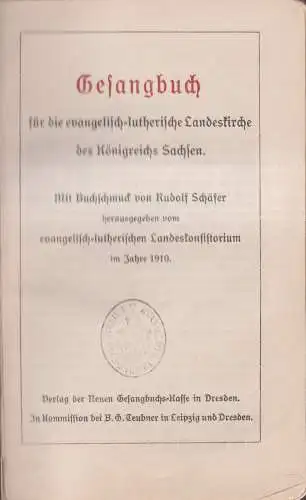 Gesangbuch
für die evangelisch-lutherische Landeskirche
des Königreichs Sachsen.
Mit Buchschmuck von Rudolf Schäfer
herausgegeben vom
evangelisch-lutherischen Landeskonsistorium
im Jahre 1910.
Verlag der Neuen Gesangbuchs-Kasse in Dresden.
In Kommission bei B. G. Teubner in Leipzig und Dresden.